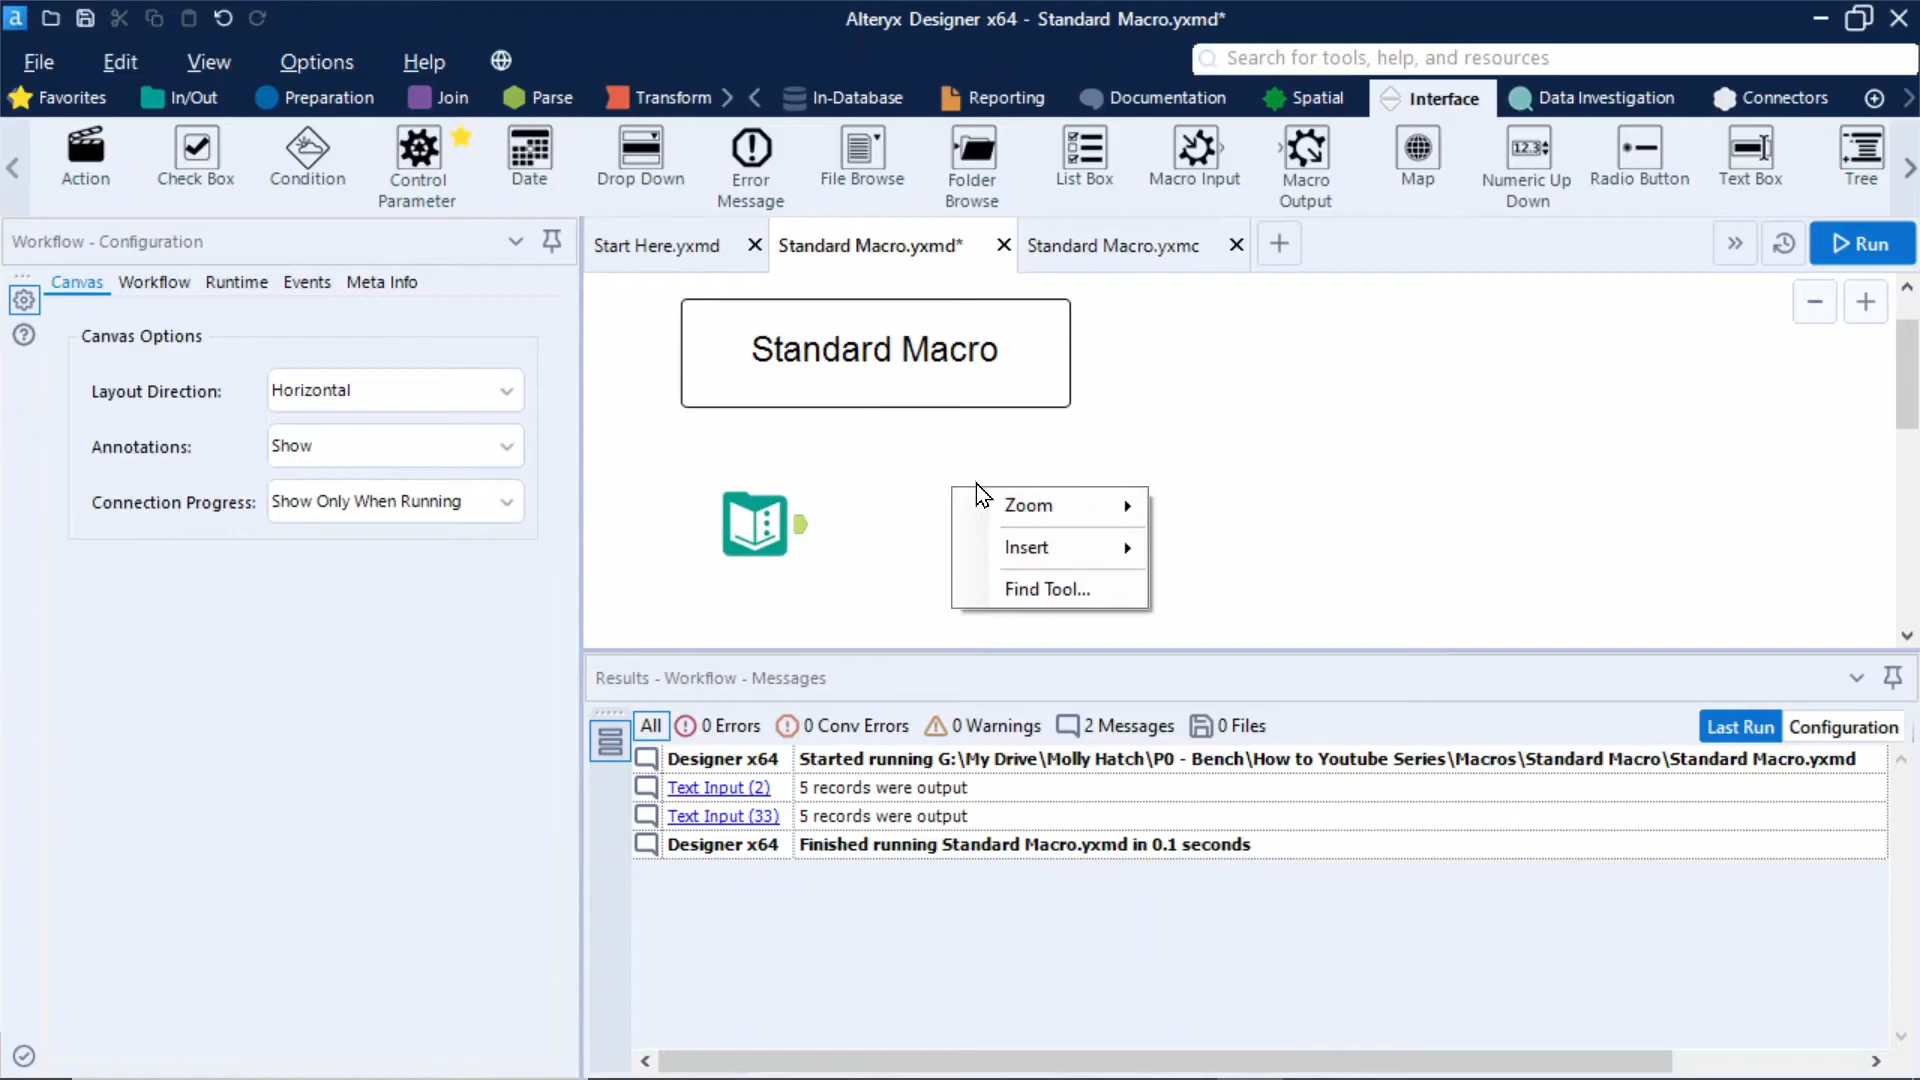 a
Alteryx Designer x64 - Standard Macro.yxmd*
File Edit View Options Help
Search for tools, help, and resources
Favorites In/Out Preparation Join Parse Transform In-Database Reporting Documentation Spatial Interface Data Investigation Connectors
Action Check Box Condition Control Parameter Date Drop Down Error Message File Browse Folder Browse List Box Macro Input Macro Output Map Numeric Up Down Radio Button Text Box Tree
12.3
Workflow - Configuration
Start Here.yxmd Standard Macro.yxmd* Standard Macro.yxmc
Run
Canvas Workflow Runtime Events Meta Info
Canvas Options
Layout Direction: Horizontal
Annotations: Show
Connection Progress: Show Only When Running
Standard Macro
Zoom
Insert
Find Tool...
Results - Workflow - Messages
All 0 Errors 0 Conv Errors 0 Warnings 2 Messages 0 Files
Last Run Configuration
Designer x64 Started running G:\My Drive\Molly Hatch\P0 - Bench\How to Youtube Series\Macros\Standard Macro\Standard Macro.yxmd
Text Input (2) 5 records were output
Text Input (33) 5 records were output
Designer x64 Finished running Standard Macro.yxmd in 0.1 seconds